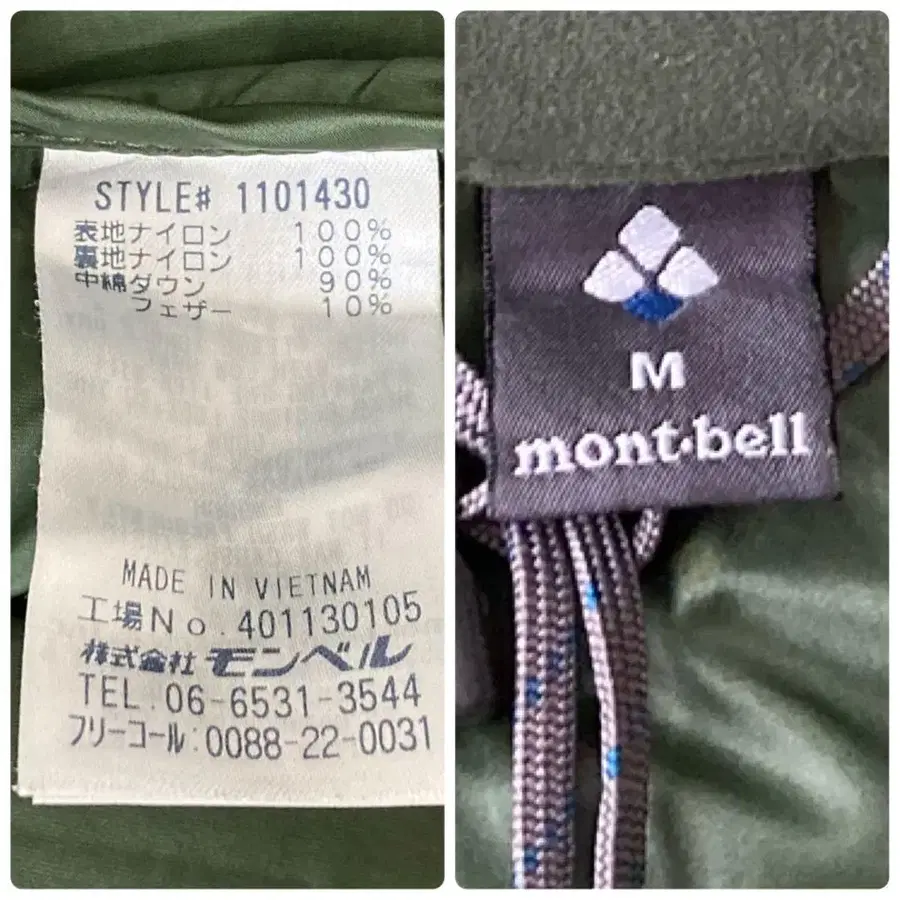 STYLE# 1101430
表地ナイロン 100%
裏地ナイロン 100%
中綿ダウン 90%
フェザー 10%
MADE IN VIETNAM
工場No.401130105
株式会社モンベル
TEL.06-6531-3544
フリーコール:0088-22-0031
M
mont·bell